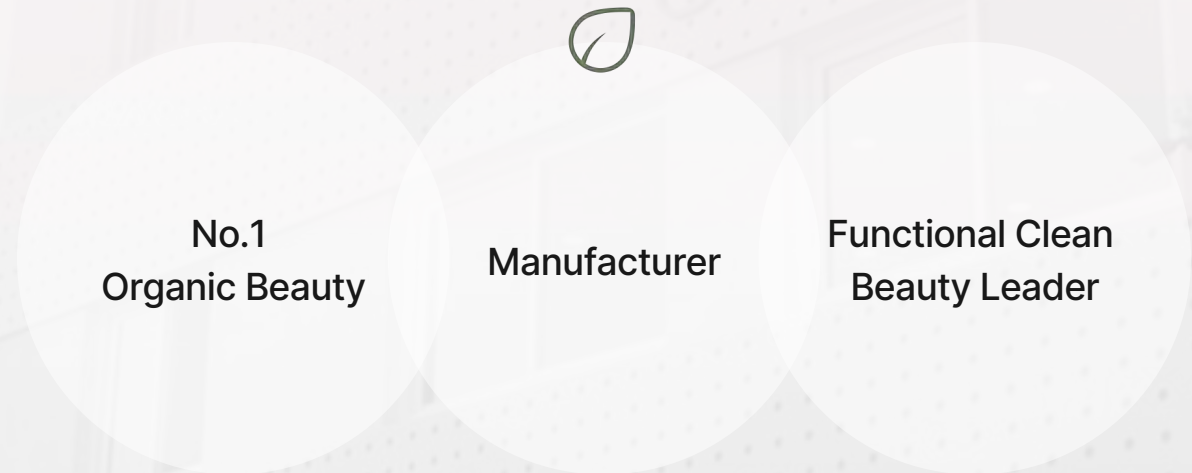 No.1
Organic Beauty
Manufacturer
Functional Clean
Beauty Leader